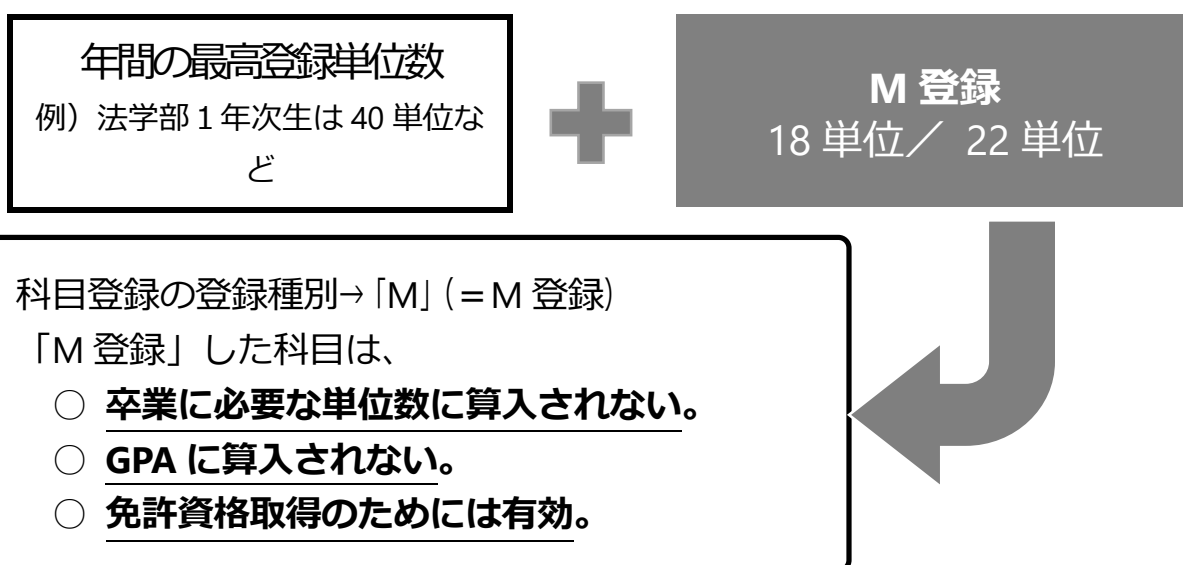 年間の最高登録単位数
例）法学部１年次生は 40 単位な
ど
M 登録
18 単位／ 22 単位
科目登録の登録種別→「M」（＝M 登録）
「M 登録」した科目は、
○ 卒業に必要な単位数に算入されない。
○ GPA に算入されない。
○ 免許資格取得のためには有効。